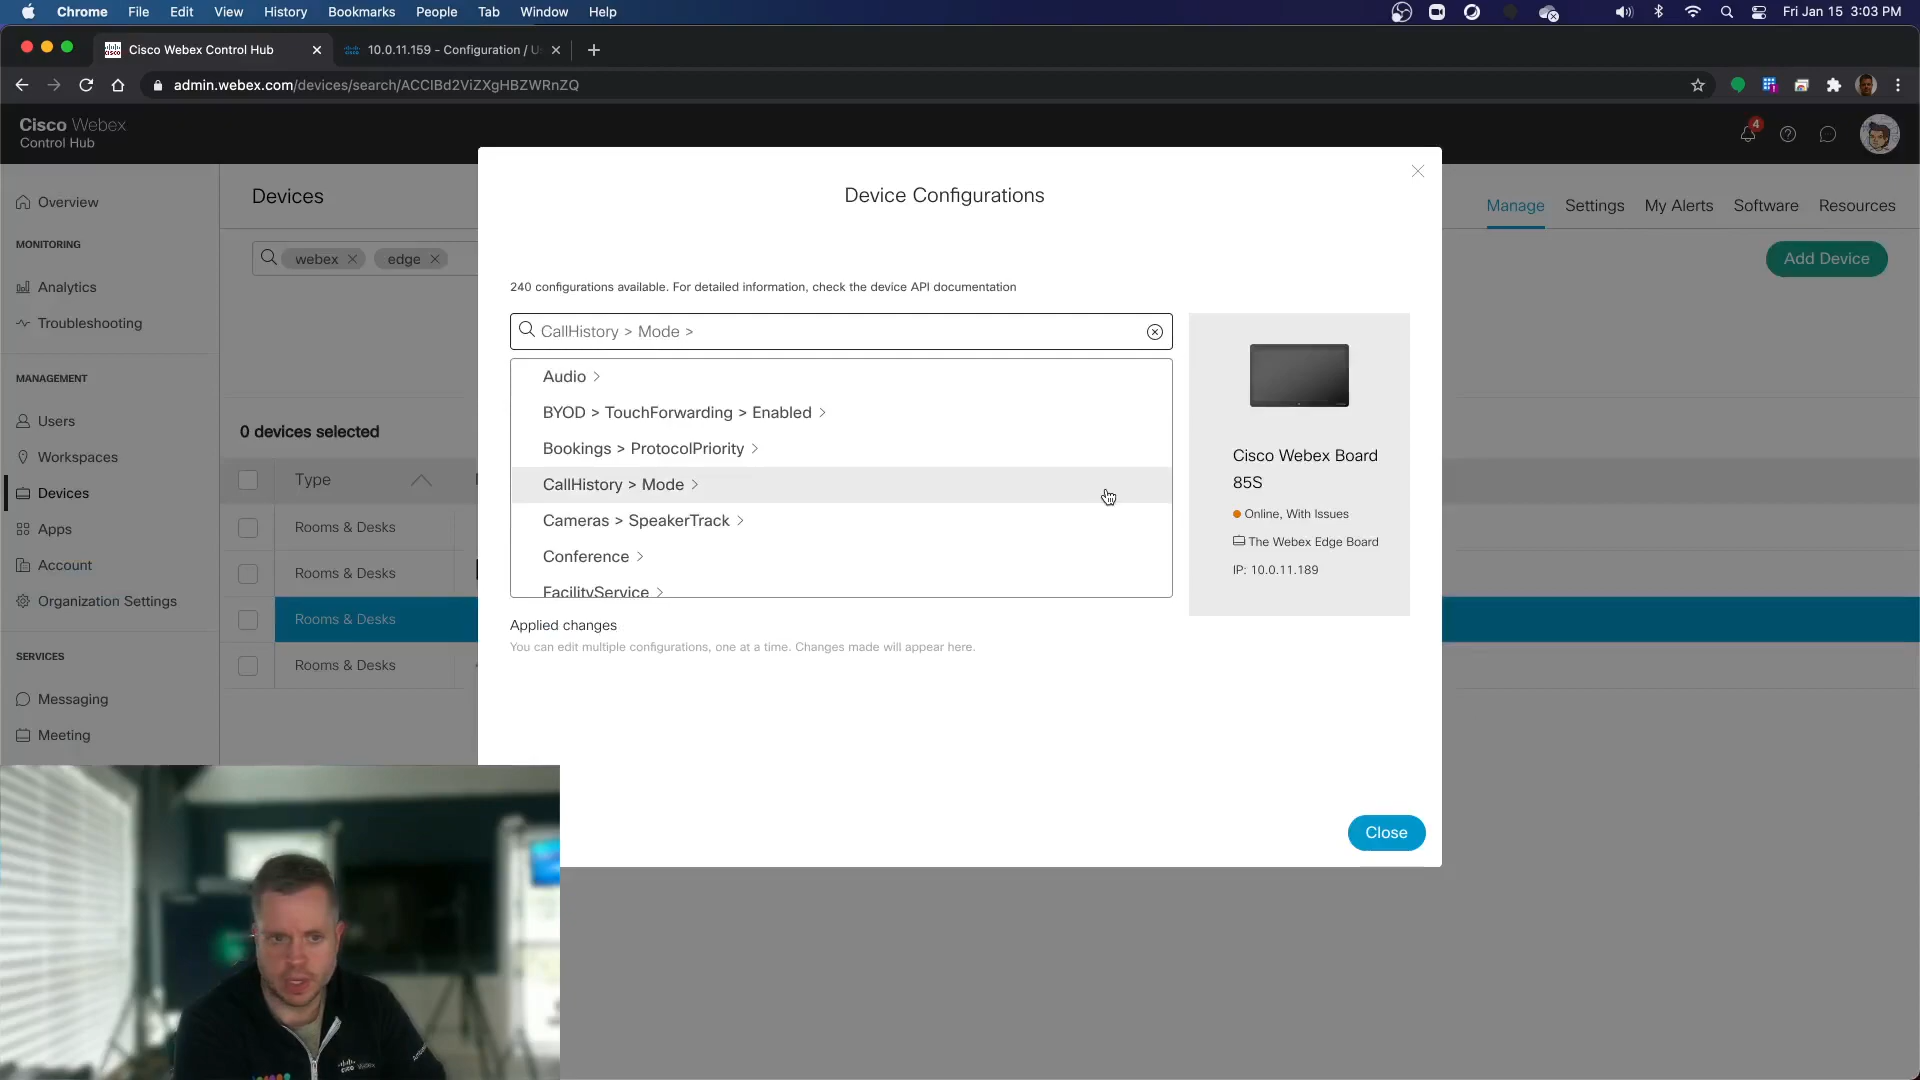 Chrome File Edit View History Bookmarks People Tab Window Help
Fri Jan 15 3:03 PM
Cisco Webex Control Hub
10.0.11.159 - Configuration / U
admin.webex.com/devices/search/ACCIBd2ViZXgHBZWRnZQ
Cisco Webex
Control Hub
4
Overview
MONITORING
Analytics
Troubleshooting
MANAGEMENT
Users
Workspaces
Devices
Apps
Account
Organization Settings
SERVICES
Messaging
Meeting
Devices
webex
edge
Manage Settings My Alerts Software Resources
Add Device
0 devices selected
Type
Rooms & Desks
Rooms & Desks
Rooms & Desks
Rooms & Desks
Device Configurations
240 configurations available. For detailed information, check the device API documentation
CallHistory > Mode >
Audio >
BYOD > TouchForwarding > Enabled >
Bookings > ProtocolPriority >
CallHistory > Mode >
Cameras > SpeakerTrack >
Conference >
FacilityService >
Applied changes
You can edit multiple configurations, one at a time. Changes made will appear here.
Cisco Webex Board
85S
Online, With Issues
The Webex Edge Board
IP: 10.0.11.189
Close
cisco Webex